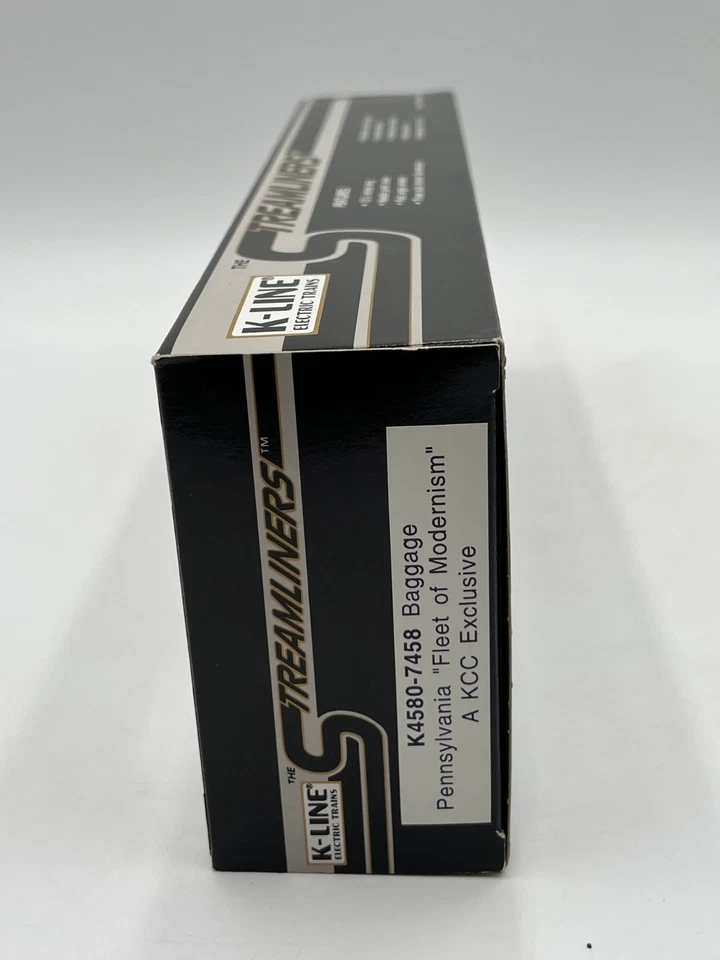 THE
STREAMLINERS
K-LINE®
ELECTRIC TRAINS
FEATURES
THE
STREAMLINERS™
K-LINE®
ELECTRIC TRAINS
K4580-7458 Baggage
Pennsylvania "Fleet of Modernism"
A KCC Exclusive